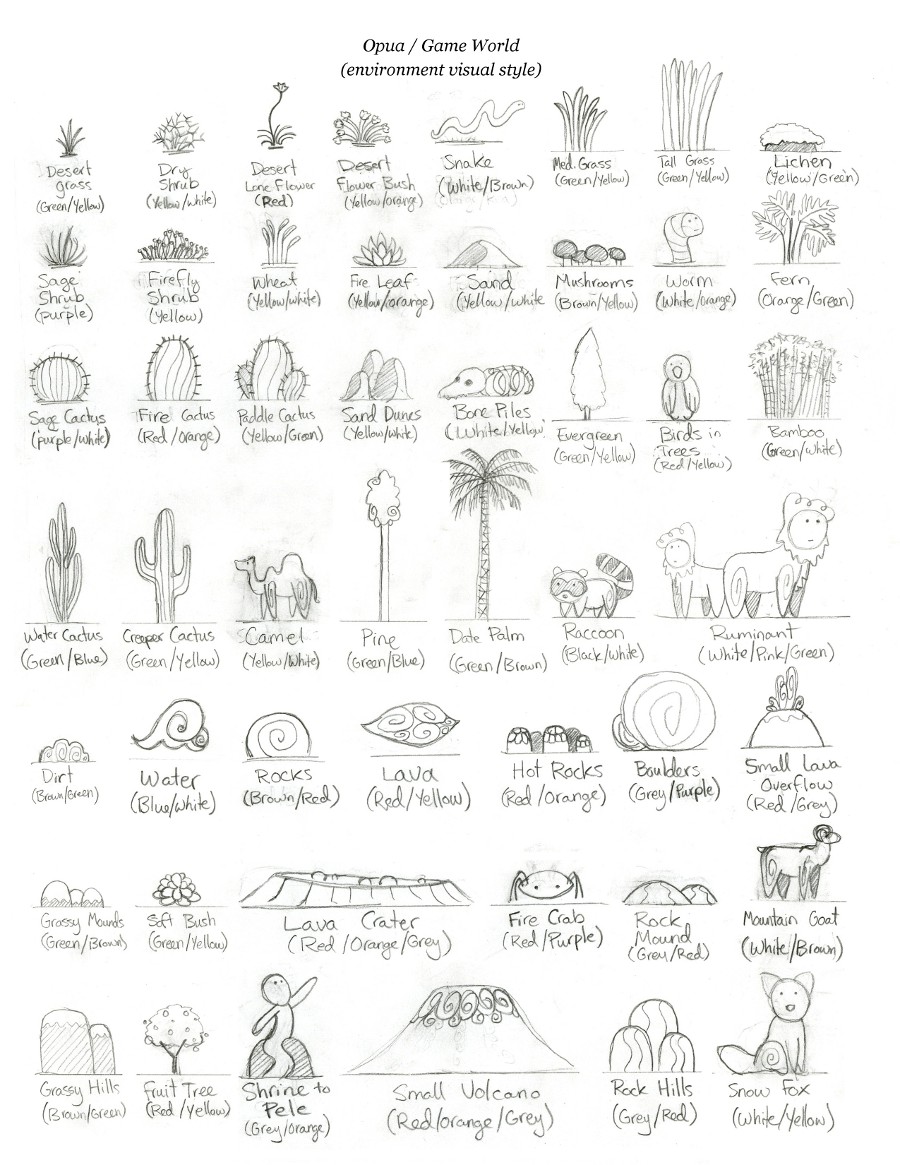 Opua / Game World
(environment visual style)
Desert
grass
(Green/Yellow)
Dry
Shrub
(Yellow/White)
Desert
Lone Flower
(Red)
Desert
Flower Bush
(Yellow/Orange)
Snake
(White/Brown)
Med. Grass
(Green/Yellow)
Tall Grass
(Green/Yellow)
Lichen
(Yellow/Green)
Sage
Shrub
(purple)
Firefly
Shrub
(Yellow)
Wheat
(Yellow/White)
Fire Leaf
(Yellow/orange)
Sand
(Yellow/White
Mushrooms
(Brown/Yellow)
Worm
(White/orange)
Fern
(Orange/Green)
Sage Cactus
(purple/White)
Fire Cactus
(Red/orange)
Paddle Cactus
(Yellow/Green)
Sand Dunes
(Yellow/White)
Bone Piles
(White/Yellow)
Evergreen
(Green/Yellow)
Birds in
Trees
(Red/Yellow)
Bamboo
(Green/White)
Water Cactus
(Green/Blue)
Creeper Cactus
(Green/Yellow)
Camel
(Yellow/White)
Pine
(Green/Blue)
Date Palm
(Green/Brown)
Raccoon
(Black/White)
Ruminant
(White/Pink/Green)
Dirt
(Brown/Green)
Water
(Blue/White)
Rocks
(Brown/Red)
Lava
(Red/Yellow)
Hot Rocks
(Red/Orange)
Boulders
(Grey/Purple)
Small Lava
Overflow
(Red/Grey)
Grassy Mounds
(Green/Brown)
Soft Bush
(Green/Yellow)
Lava Crater
(Red/Orange/Grey)
Fire Crab
(Red/Purple)
Rock
Mound
(Grey/Red)
Mountain Goat
(White/Brown)
Grassy Hills
(Brown/Green)
Fruit Tree
(Red/Yellow)
Shrine to
Pele
(Grey/Orange)
Small Volcano
(Red/orange/Grey)
Rock Hills
(Grey/Red)
Snow Fox
(White/Yellow)